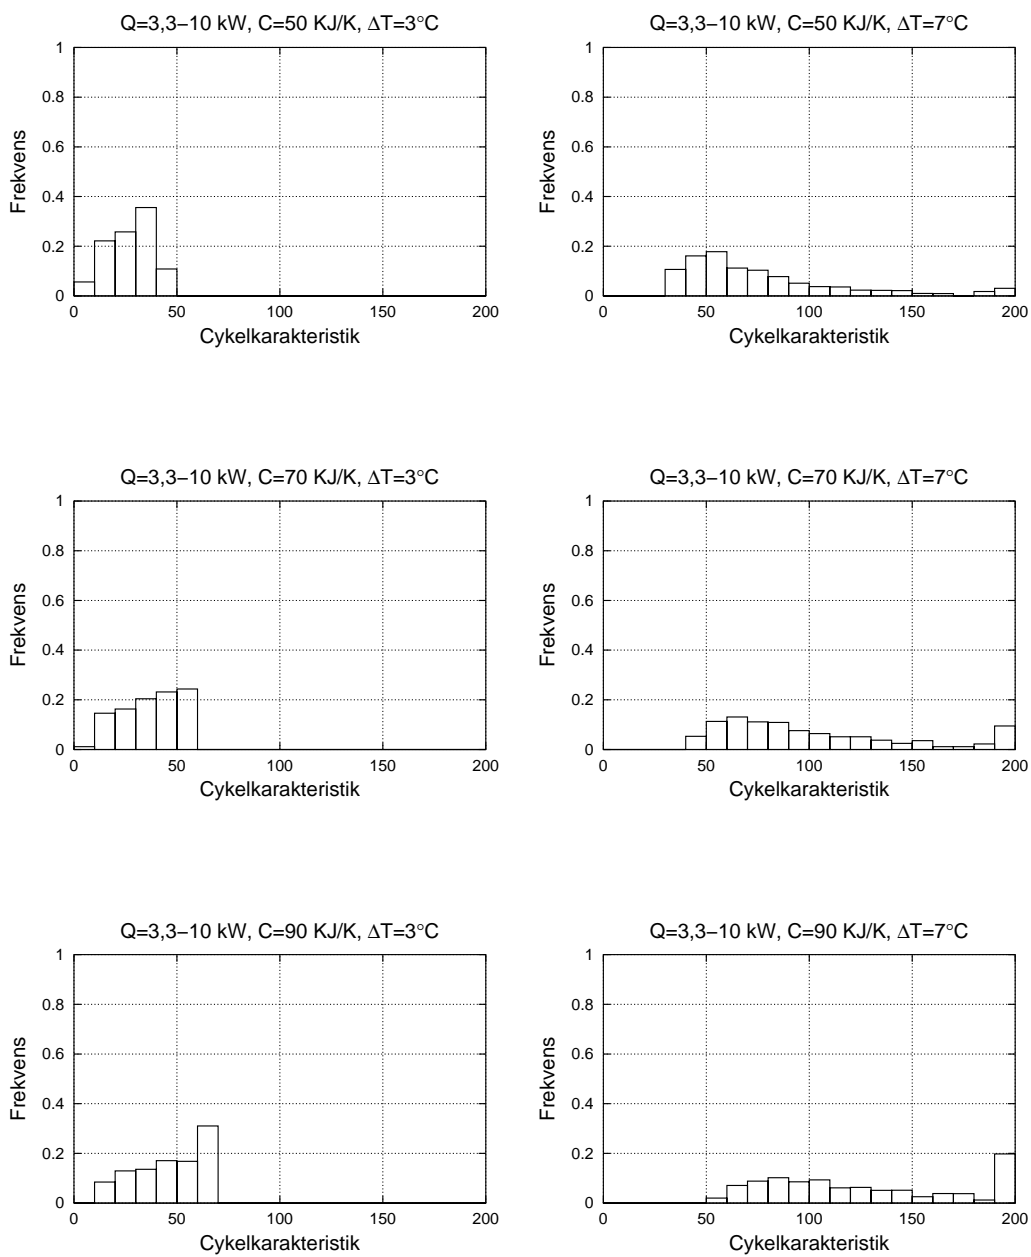 Q=3,3−10 kW, C=50 KJ/K, ΔT=3°C
1
0.8
0.6
0.4
0.2
0
Frekvens
0 50 100 150 200
Cykelkarakteristik
Q=3,3−10 kW, C=50 KJ/K, ΔT=7°C
1
0.8
0.6
0.4
0.2
0
Frekvens
0 50 100 150 200
Cykelkarakteristik
Q=3,3−10 kW, C=70 KJ/K, ΔT=3°C
1
0.8
0.6
0.4
0.2
0
Frekvens
0 50 100 150 200
Cykelkarakteristik
Q=3,3−10 kW, C=70 KJ/K, ΔT=7°C
1
0.8
0.6
0.4
0.2
0
Frekvens
0 50 100 150 200
Cykelkarakteristik
Q=3,3−10 kW, C=90 KJ/K, ΔT=3°C
1
0.8
0.6
0.4
0.2
0
Frekvens
0 50 100 150 200
Cykelkarakteristik
Q=3,3−10 kW, C=90 KJ/K, ΔT=7°C
1
0.8
0.6
0.4
0.2
0
Frekvens
0 50 100 150 200
Cykelkarakteristik